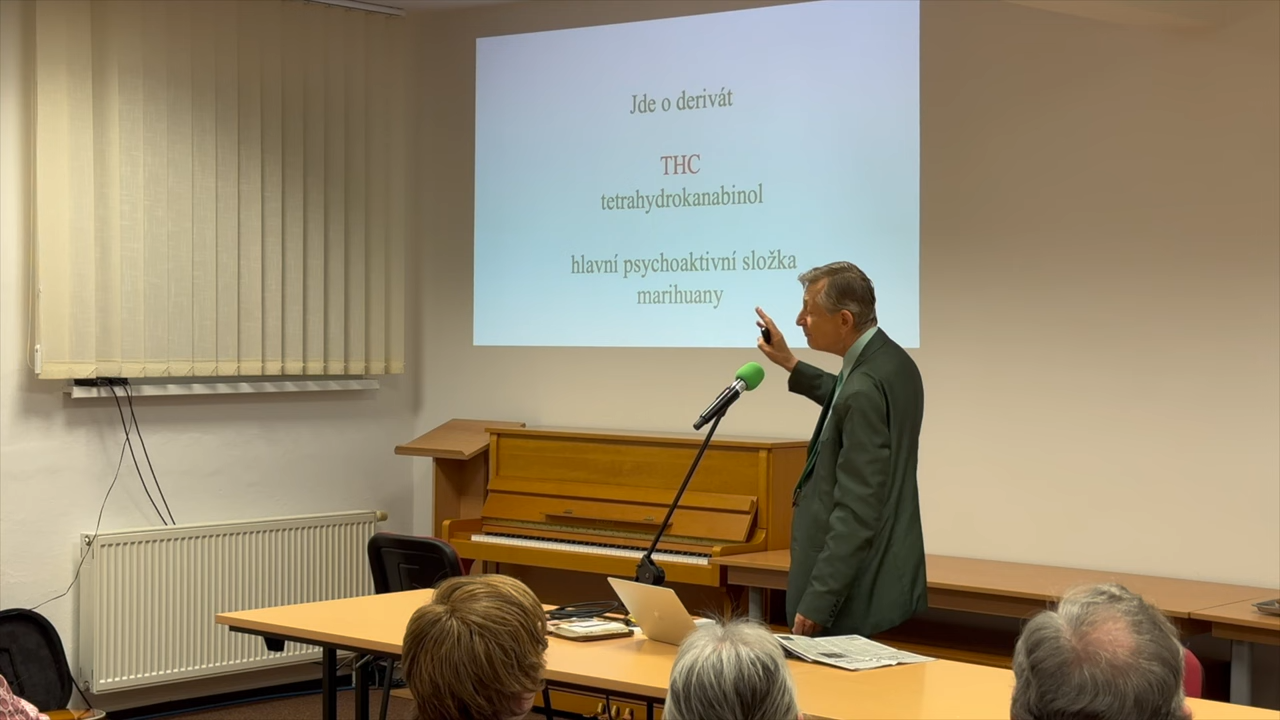 Jde o derivát
THC
tetrahydrokanabinol
hlavní psychoaktivní složka
marihuany